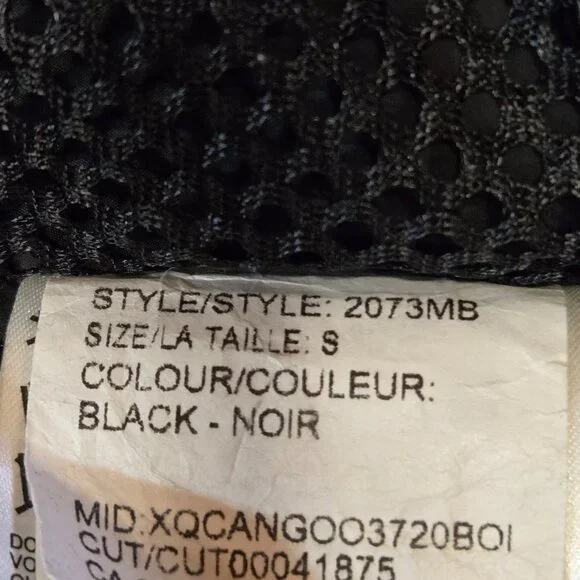 STYLE/STYLE: 2073MB
SIZE/LA TAILLE: S
COLOUR/COULEUR:
BLACK - NOIR
MID:XQCANGOO3720BOI
CUT/CUT00041875